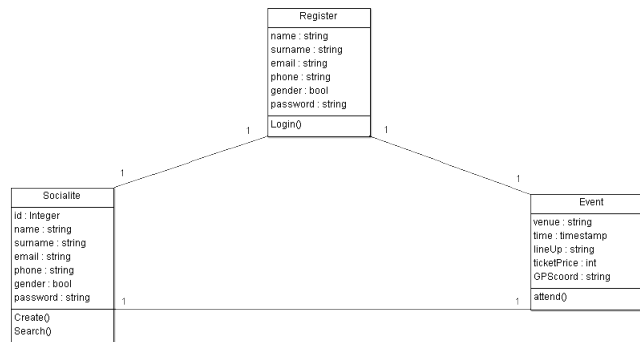 Register
name : string
surname : string
email : string
phone : string
gender : bool
password : string
Login()
1
1
1
1
Socialite
id : Integer
name : string
surname : string
email : string
phone : string
gender : bool
password : string
Create()
Search()
Event
venue : string
time : timestamp
lineUp : string
ticketPrice : int
GPScoord : string
attend()
1
1